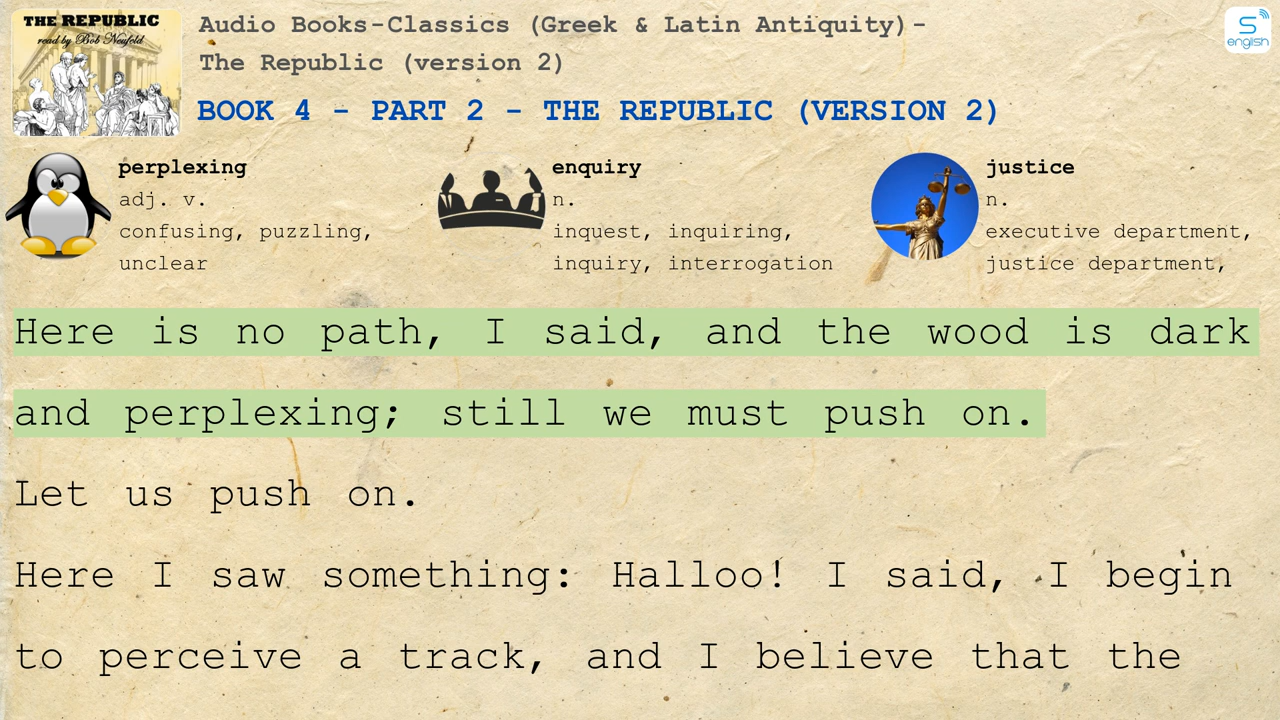 THE REPUBLIC
read by Bob Neufeld
Audio Books-Classics (Greek & Latin Antiquity)-
The Republic (version 2)
BOOK 4 - PART 2 - THE REPUBLIC (VERSION 2)
S
english
perplexing
adj. v.
confusing, puzzling,
unclear
enquiry
n.
inquest, inquiring,
inquiry, interrogation
justice
n.
executive department,
justice department,
Here is no path, I said, and the wood is dark
and perplexing; still we must push on.
Let us push on.
Here I saw something: Halloo! I said, I begin
to perceive a track, and I believe that the